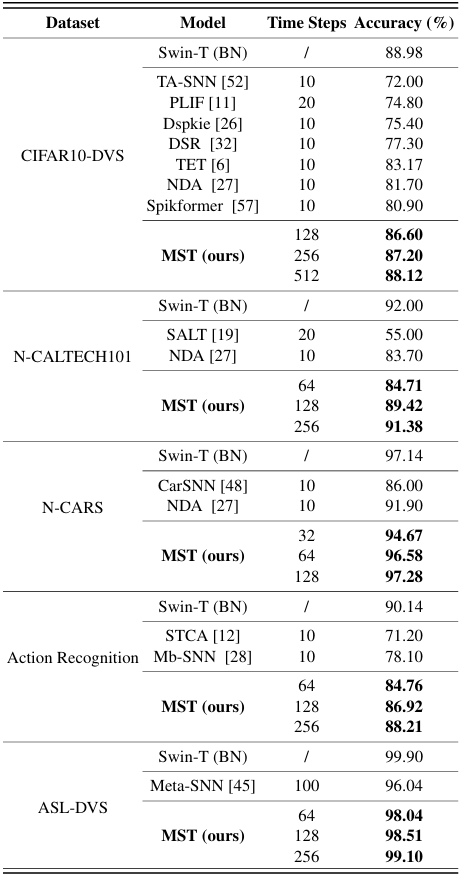 Dataset Model Time Steps Accuracy (%)
Swin-T (BN) / 88.98
TA-SNN [52] 10 72.00
PLIF [11] 20 74.80
Dspkie [26] 10 75.40
CIFAR10-DVS
DSR [32] 10 77.30
TET [6] 10 83.17
NDA [27] 10 81.70
Spikformer [57] 10 80.90
128 86.60
MST (ours) 256 87.20
512 88.12
Swin-T (BN) / 92.00
SALT [19] 20 55.00
N-CALTECH101
NDA [27] 10 83.70
64 84.71
MST (ours) 128 89.42
256 91.38
Swin-T (BN) / 97.14
CarSNN [48] 10 86.00
N-CARS
NDA [27] 10 91.90
32 94.67
MST (ours) 64 96.58
128 97.28
Swin-T (BN) / 90.14
STCA [12] 10 71.20
Action Recognition Mb-SNN [28] 10 78.10
64 84.76
MST (ours) 128 86.92
256 88.21
Swin-T (BN) / 99.90
Meta-SNN [45] 100 96.04
ASL-DVS
64 98.04
MST (ours) 128 98.51
256 99.10